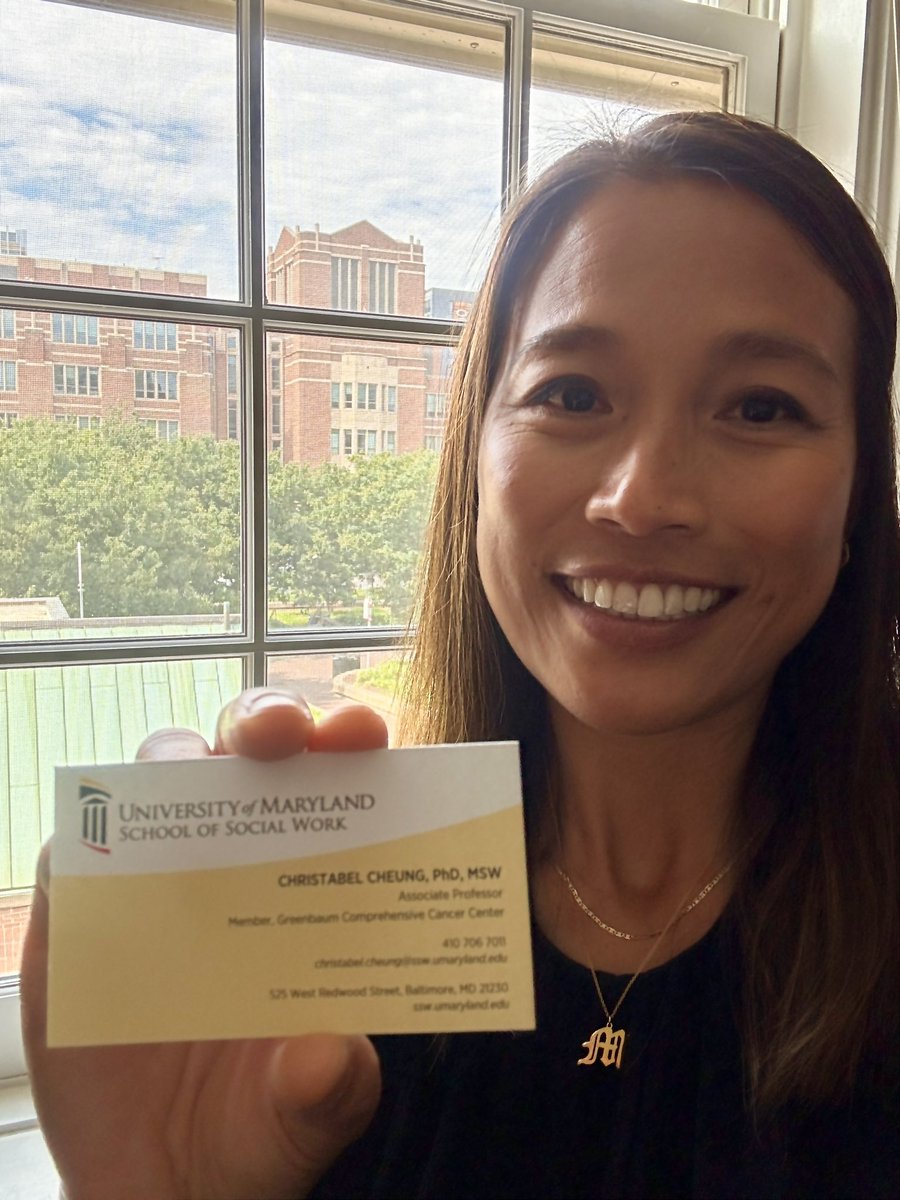 UNIVERSITY of MARYLAND
SCHOOL OF SOCIAL WORK
CHRISTABEL CHEUNG, PhD, MSW
Associate Professor
Member, Greenbaum Comprehensive Cancer Center
410 706 7011
christabel.cheung@ssw.umaryland.edu
525 West Redwood Street, Baltimore, MD 21230
ssw.umaryland.edu
M